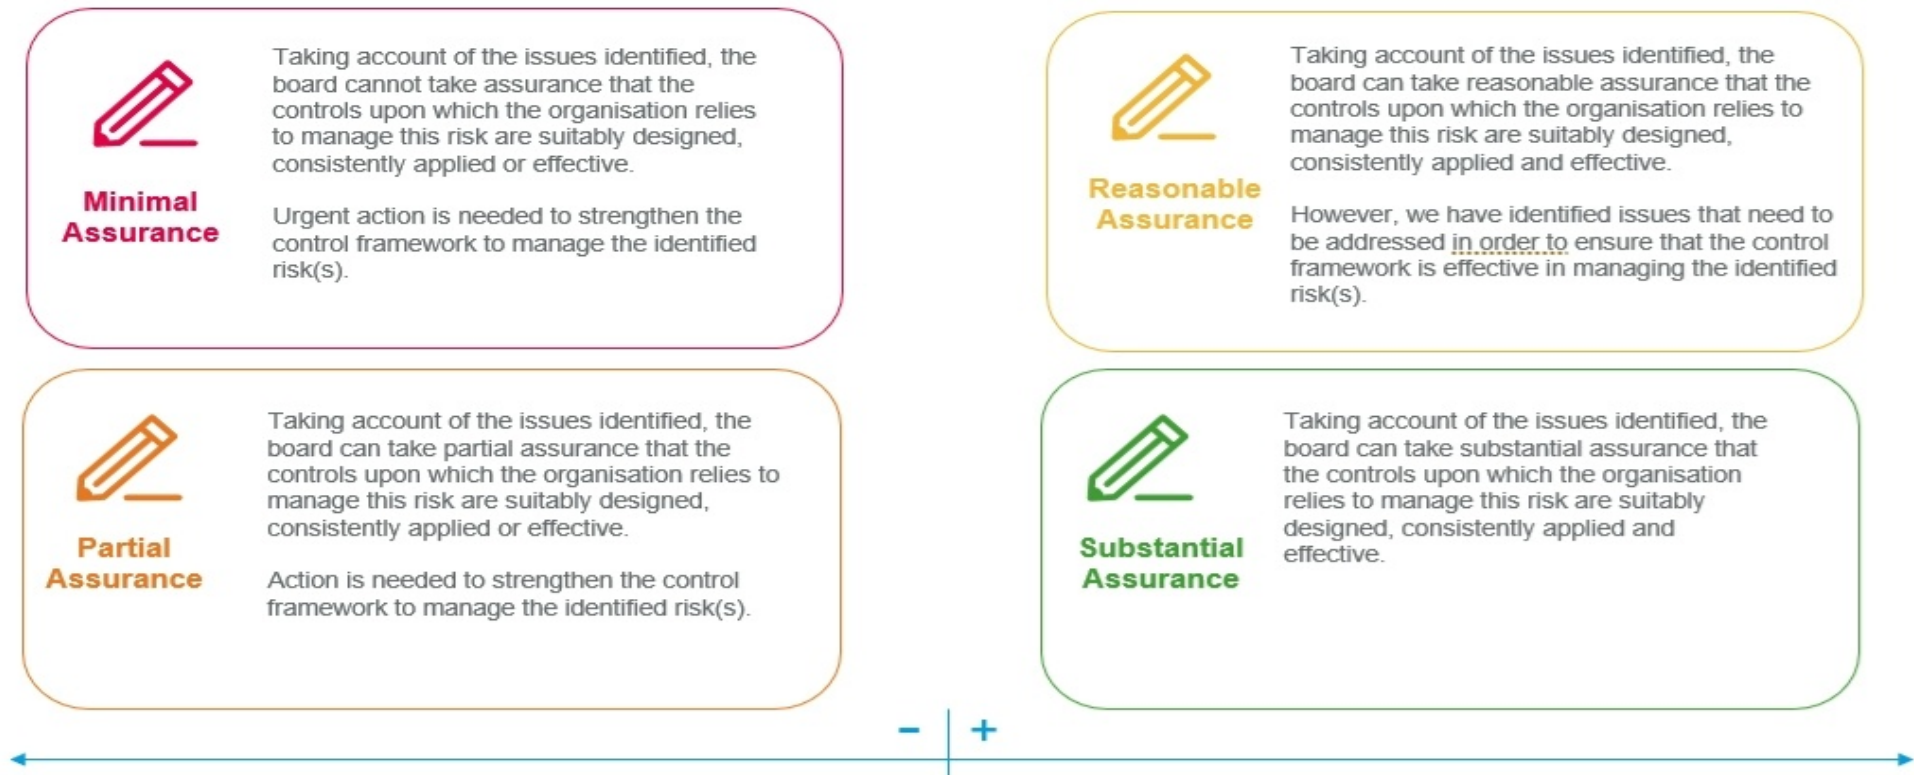 Minimal
Assurance
Taking account of the issues identified, the
board cannot take assurance that the
controls upon which the organisation relies
to manage this risk are suitably designed,
consistently applied or effective.
Urgent action is needed to strengthen the
control framework to manage the identified
risk(s).
Reasonable
Assurance
Taking account of the issues identified, the
board can take reasonable assurance that the
controls upon which the organisation relies to
manage this risk are suitably designed,
consistently applied and effective.
However, we have identified issues that need to
be addressed in order to ensure that the control
framework is effective in managing the identified
risk(s).
Partial
Assurance
Taking account of the issues identified, the
board can take partial assurance that the
controls upon which the organisation relies to
manage this risk are suitably designed,
consistently applied or effective.
Action is needed to strengthen the control
framework to manage the identified risk(s).
Substantial
Assurance
Taking account of the issues identified, the
board can take substantial assurance that
the controls upon which the organisation
relies to manage this risk are suitably
designed, consistently applied and
effective.
- +